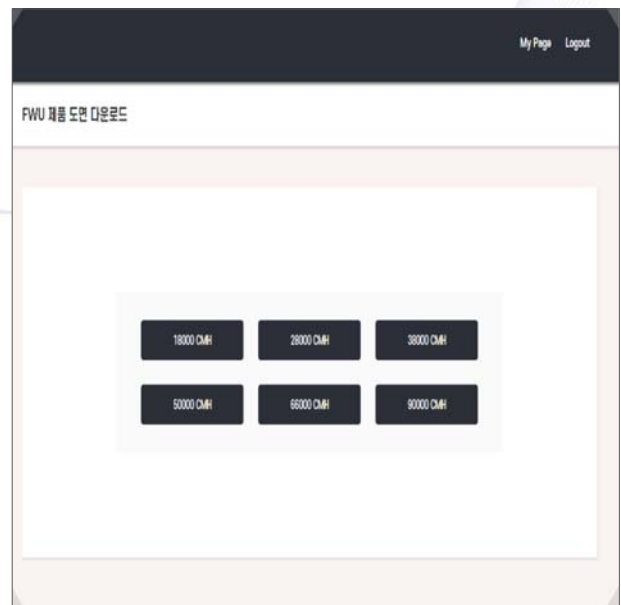 My Page Logout
FWU 제품 도면 다운로드
18000 CMH 28000 CMH 38000 CMH
50000 CMH 66000 CMH 90000 CMH